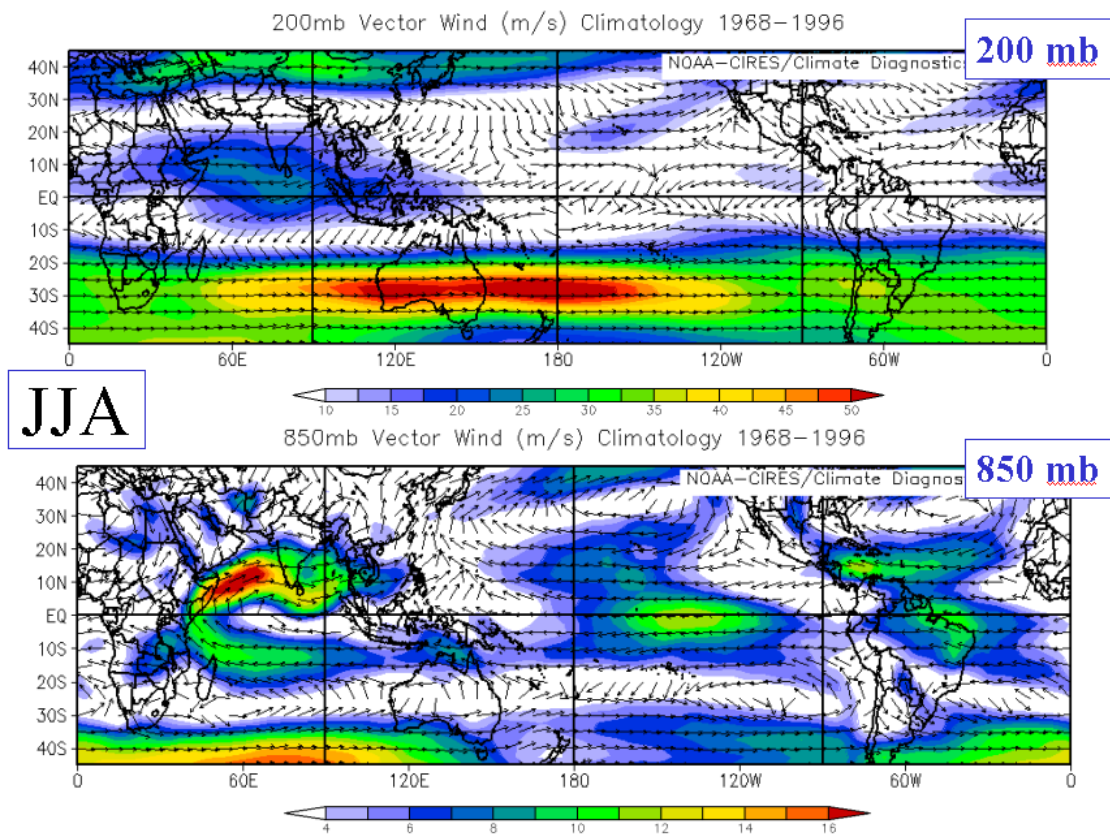 200mb Vector Wind (m/s) Climatology 1968-1996
200 mb
NOAA-CIRES/Climate Diagnostics
40N
30N
20N
10N
EQ
10S
20S
30S
40S
0 60E 120E 180 120W 60W 0
10 15 20 25 30 35 40 45 50
JJA
850mb Vector Wind (m/s) Climatology 1968-1996
850 mb
NOAA-CIRES/Climate Diagnos
40N
30N
20N
10N
EQ
10S
20S
30S
40S
0 60E 120E 180 120W 60W 0
4 6 8 10 12 14 16